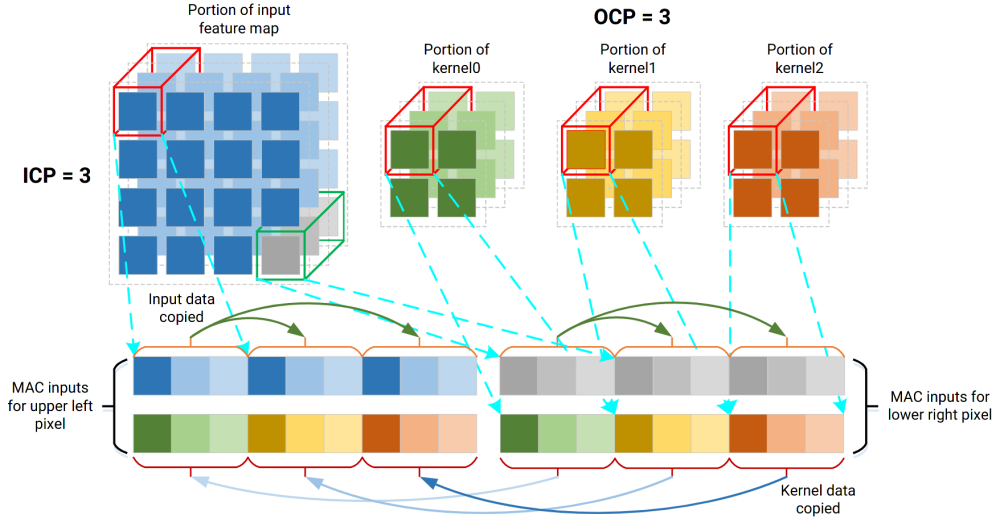 Portion of input
feature map
OCP = 3
Portion of
kernel0
Portion of
kernel1
Portion of
kernel2
ICP = 3
Input data
copied
MAC inputs
for upper left
pixel
MAC inputs for
lower right pixel
Kernel data
copied